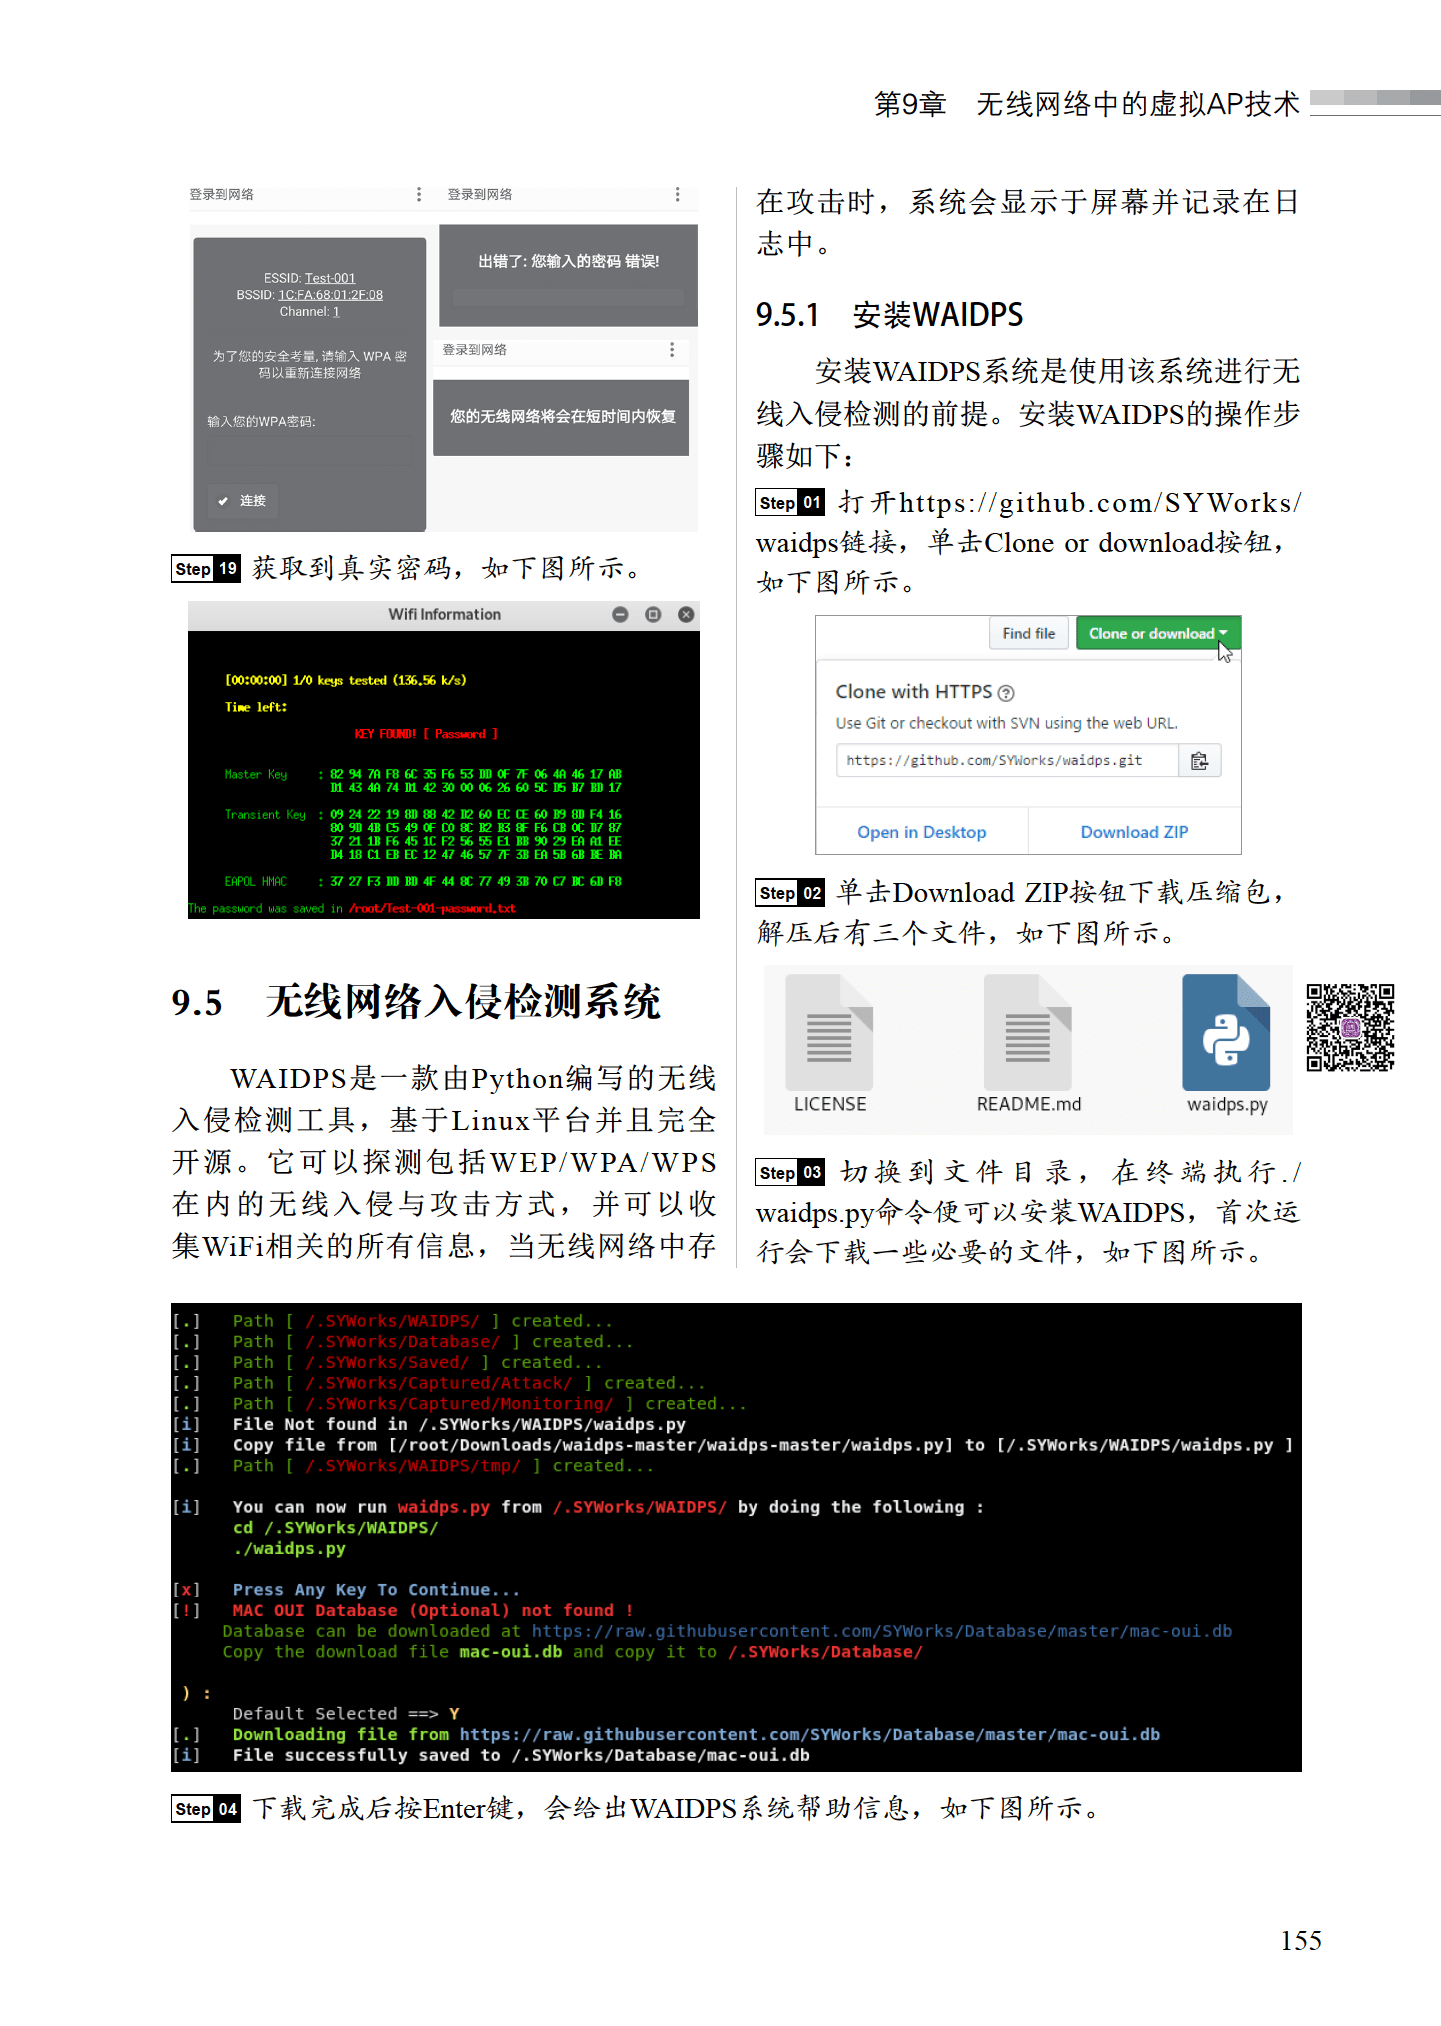 第9章 无线网络中的虚拟AP技术
登录到网络
登录到网络
ESSID: Test-001
BSSID: 1C:FA:68:01:2F:08
Channel: 1
为了您的安全考量, 请输入 WPA 密
码以重新连接网络
输入您的WPA密码:
连接
出错了: 您输入的密码 错误!
登录到网络
您的无线网络将会在短时间内恢复
Step 19 获取到真实密码，如下图所示。
Wifi Information
[00:00:00] 1/0 keys tested (136.56 k/s)
Time left:
KEY FOUND! [ Password ]
Master Key : 82 94 7A F8 6C 35 F6 53 DD 0F 7F 06 4A 46 17 AB
D1 43 4A 74 D1 42 30 00 06 26 60 5C D5 B7 BD 17
Transient Key : 09 24 22 19 8D 88 42 D2 60 EC CE 60 B9 8D F4 16
80 9D 4B C5 49 0F C0 8C B2 B3 8F F6 CB 0C D7 87
37 21 1B F6 45 1C F2 56 55 E1 BB 90 29 EA A1 EE
D4 18 C1 EB EC 12 47 46 57 7F 3B EA 5B 6B BE BA
EAPOL HMAC : 37 27 F3 DD BD 4F 44 8C 77 49 3B 70 C7 BC 6D F8
The password was saved in /root/Test-001-password.txt
9.5 无线网络入侵检测系统
WAIDPS是一款由Python编写的无线
入侵检测工具，基于Linux平台并且完全
开源。它可以探测包括WEP/WPA/WPS
在内的无线入侵与攻击方式，并可以收
集WiFi相关的所有信息，当无线网络中存
在攻击时，系统会显示于屏幕并记录在日
志中。
9.5.1 安装WAIDPS
安装WAIDPS系统是使用该系统进行无
线入侵检测的前提。安装WAIDPS的操作步
骤如下：
Step 01 打开https://github.com/SYWorks/
waidps链接，单击Clone or download按钮，
如下图所示。
Find file
Clone or download
Clone with HTTPS ?
Use Git or checkout with SVN using the web URL.
https://github.com/SYWorks/waidps.git
Open in Desktop
Download ZIP
Step 02 单击Download ZIP按钮下载压缩包，
解压后有三个文件，如下图所示。
LICENSE
README.md
waidps.py
Step 03 切换到文件目录，在终端执行./
waidps.py命令便可以安装WAIDPS，首次运
行会下载一些必要的文件，如下图所示。
[.] Path [ /.SYWorks/WAIDPS/ ] created...
[.] Path [ /.SYWorks/Database/ ] created...
[.] Path [ /.SYWorks/Saved/ ] created...
[.] Path [ /.SYWorks/Captured/Attack/ ] created...
[.] Path [ /.SYWorks/Captured/Monitoring/ ] created...
[i] File Not found in /.SYWorks/WAIDPS/waidps.py
[i] Copy file from [/root/Downloads/waidps-master/waidps-master/waidps.py] to [/.SYWorks/WAIDPS/waidps.py ]
[.] Path [ /.SYWorks/WAIDPS/tmp/ ] created...
[i] You can now run waidps.py from /.SYWorks/WAIDPS/ by doing the following :
cd /.SYWorks/WAIDPS/
./waidps.py
[x] Press Any Key To Continue...
[!] MAC OUI Database (Optional) not found !
Database can be downloaded at https://raw.githubusercontent.com/SYWorks/Database/master/mac-oui.db
Copy the download file mac-oui.db and copy it to /.SYWorks/Database/
) :
Default Selected ==> Y
[.] Downloading file from https://raw.githubusercontent.com/SYWorks/Database/master/mac-oui.db
[i] File successfully saved to /.SYWorks/Database/mac-oui.db
Step 04 下载完成后按Enter键，会给出WAIDPS系统帮助信息，如下图所示。
155